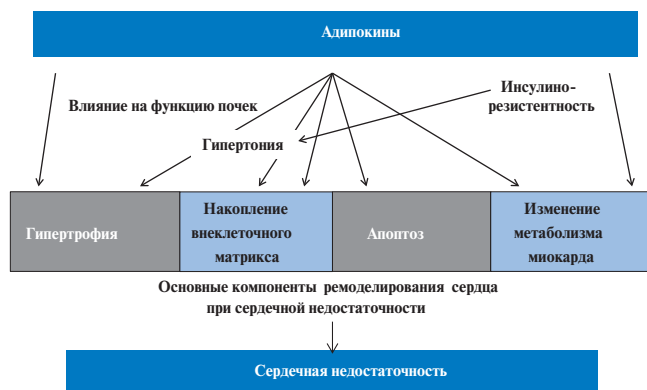 Адипокины
Влияние на функцию почек
Инсулино-
резистентность
Гипертония
Гипертрофия
Накопление
внеклеточного
матрикса
Апоптоз
Изменение
метаболизма
миокарда
Основные компоненты ремоделирования сердца
при сердечной недостаточности
Сердечная недостаточность